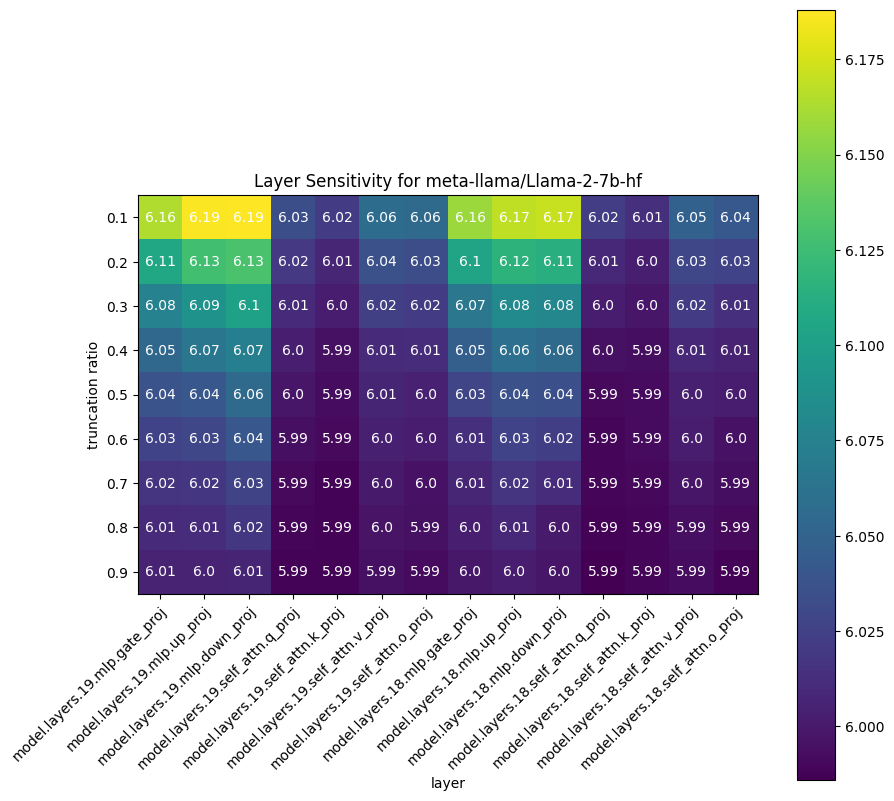 Layer Sensitivity for meta-llama/Llama-2-7b-hf
truncation ratio
0.1 6.16 6.19 6.19 6.03 6.02 6.06 6.06 6.16 6.17 6.17 6.02 6.01 6.05 6.04
0.2 6.11 6.13 6.13 6.02 6.01 6.04 6.03 6.1 6.12 6.11 6.01 6.0 6.03 6.03
0.3 6.08 6.09 6.1 6.01 6.0 6.02 6.02 6.07 6.08 6.08 6.0 6.0 6.02 6.01
0.4 6.05 6.07 6.07 6.0 5.99 6.01 6.01 6.05 6.06 6.06 6.0 5.99 6.01 6.01
0.5 6.04 6.04 6.06 6.0 5.99 6.01 6.0 6.03 6.04 6.04 5.99 5.99 6.0 6.0
0.6 6.03 6.03 6.04 5.99 5.99 6.0 6.0 6.01 6.03 6.02 5.99 5.99 6.0 6.0
0.7 6.02 6.02 6.03 5.99 5.99 6.0 6.0 6.01 6.02 6.01 5.99 5.99 6.0 5.99
0.8 6.01 6.01 6.02 5.99 5.99 6.0 5.99 6.0 6.01 6.0 5.99 5.99 5.99 5.99
0.9 6.01 6.0 6.01 5.99 5.99 5.99 5.99 6.0 6.0 6.0 5.99 5.99 5.99 5.99
model.layers.19.mlp.gate_proj
model.layers.19.mlp.up_proj
model.layers.19.mlp.down_proj
model.layers.19.self_attn.q_proj
model.layers.19.self_attn.k_proj
model.layers.19.self_attn.v_proj
model.layers.19.self_attn.o_proj
model.layers.18.mlp.gate_proj
model.layers.18.mlp.up_proj
model.layers.18.mlp.down_proj
model.layers.18.self_attn.q_proj
model.layers.18.self_attn.k_proj
model.layers.18.self_attn.v_proj
model.layers.18.self_attn.o_proj
layer
6.175
6.150
6.125
6.100
6.075
6.050
6.025
6.000